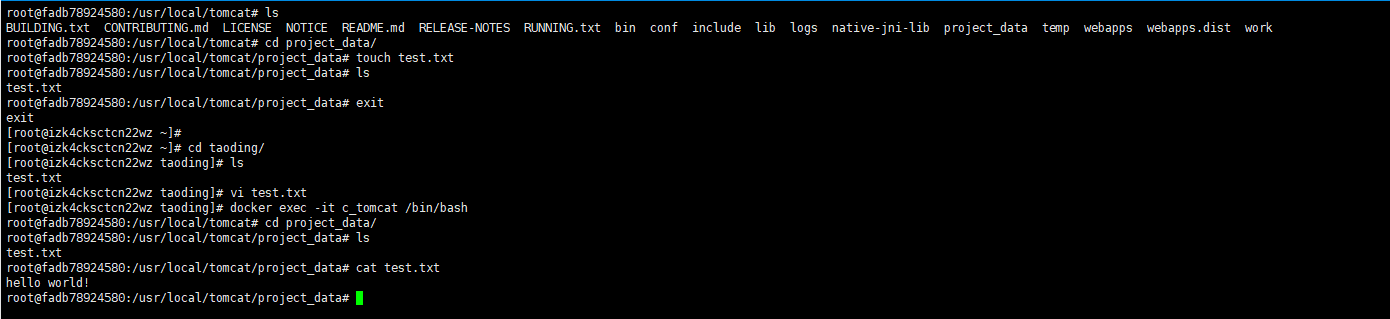 root@fadb78924580:/usr/local/tomcat# ls
BUILDING.txt  CONTRIBUTING.md  LICENSE  NOTICE  README.md  RELEASE-NOTES  RUNNING.txt  bin  conf  include  lib  logs  native-jni-lib  project_data  temp  webapps  webapps.dist  work
root@fadb78924580:/usr/local/tomcat# cd project_data/
root@fadb78924580:/usr/local/tomcat/project_data# touch test.txt
root@fadb78924580:/usr/local/tomcat/project_data# ls
test.txt
root@fadb78924580:/usr/local/tomcat/project_data# exit
exit
[root@izk4cksctcn22wz ~]#
[root@izk4cksctcn22wz ~]# cd taoding/
[root@izk4cksctcn22wz taoding]# ls
test.txt
[root@izk4cksctcn22wz taoding]# vi test.txt
[root@izk4cksctcn22wz taoding]# docker exec -it c_tomcat /bin/bash
root@fadb78924580:/usr/local/tomcat# cd project_data/
root@fadb78924580:/usr/local/tomcat/project_data# ls
test.txt
root@fadb78924580:/usr/local/tomcat/project_data# cat test.txt
hello world!
root@fadb78924580:/usr/local/tomcat/project_data#